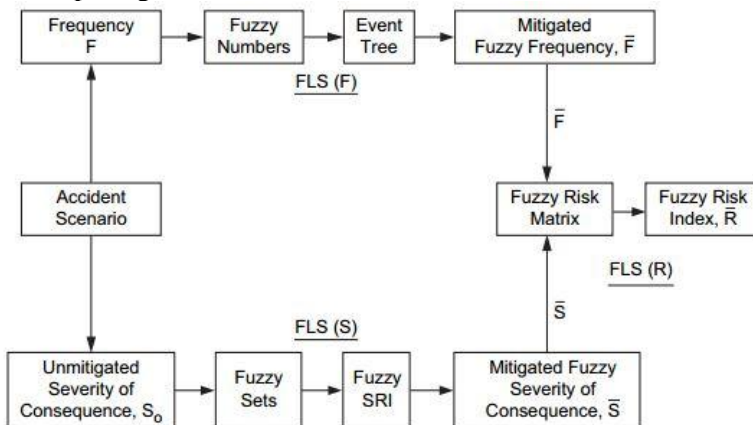 Frequency
F
Fuzzy
Numbers
Event
Tree
Mitigated
Fuzzy Frequency, F̄
FLS (F)
F̄
Accident
Scenario
Fuzzy Risk
Matrix
Fuzzy Risk
Index, R̄
FLS (R)
S̄
FLS (S)
Unmitigated
Severity of
Consequence, S₀
Fuzzy
Sets
Fuzzy
SRI
Mitigated Fuzzy
Severity of
Consequence, S̄